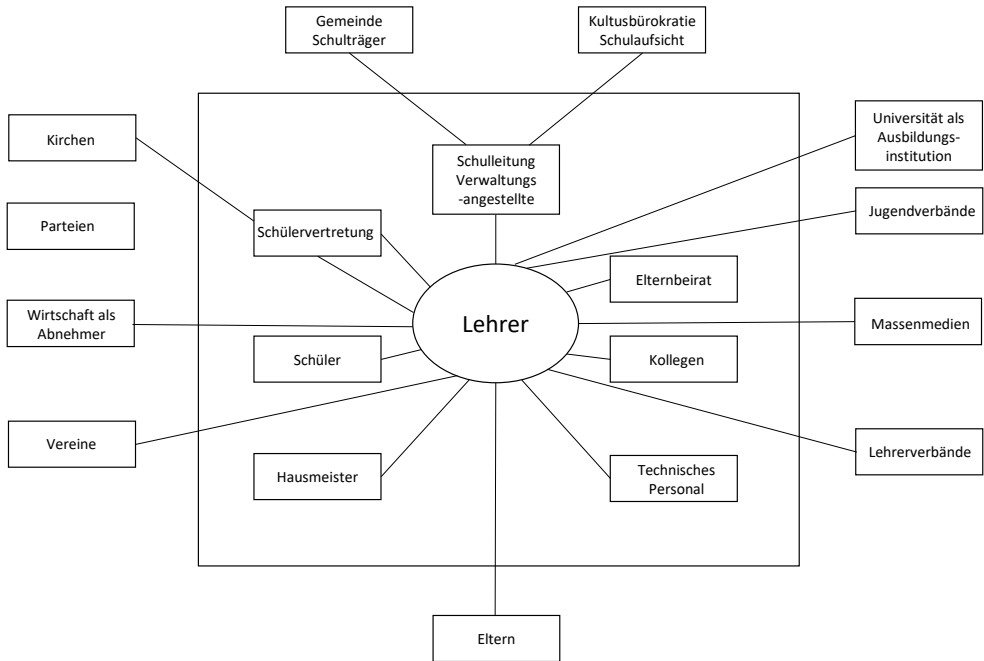 Gemeinde
Schulträger
Kultusbürokratie
Schulaufsicht
Kirchen
Universität als
Ausbildungs-
institution
Schulleitung
Verwaltungs
-angestellte
Parteien
Schülervertretung
Jugendverbände
Elternbeirat
Wirtschaft als
Abnehmer
Lehrer
Massenmedien
Schüler
Kollegen
Vereine
Lehrerverbände
Hausmeister
Technisches
Personal
Eltern